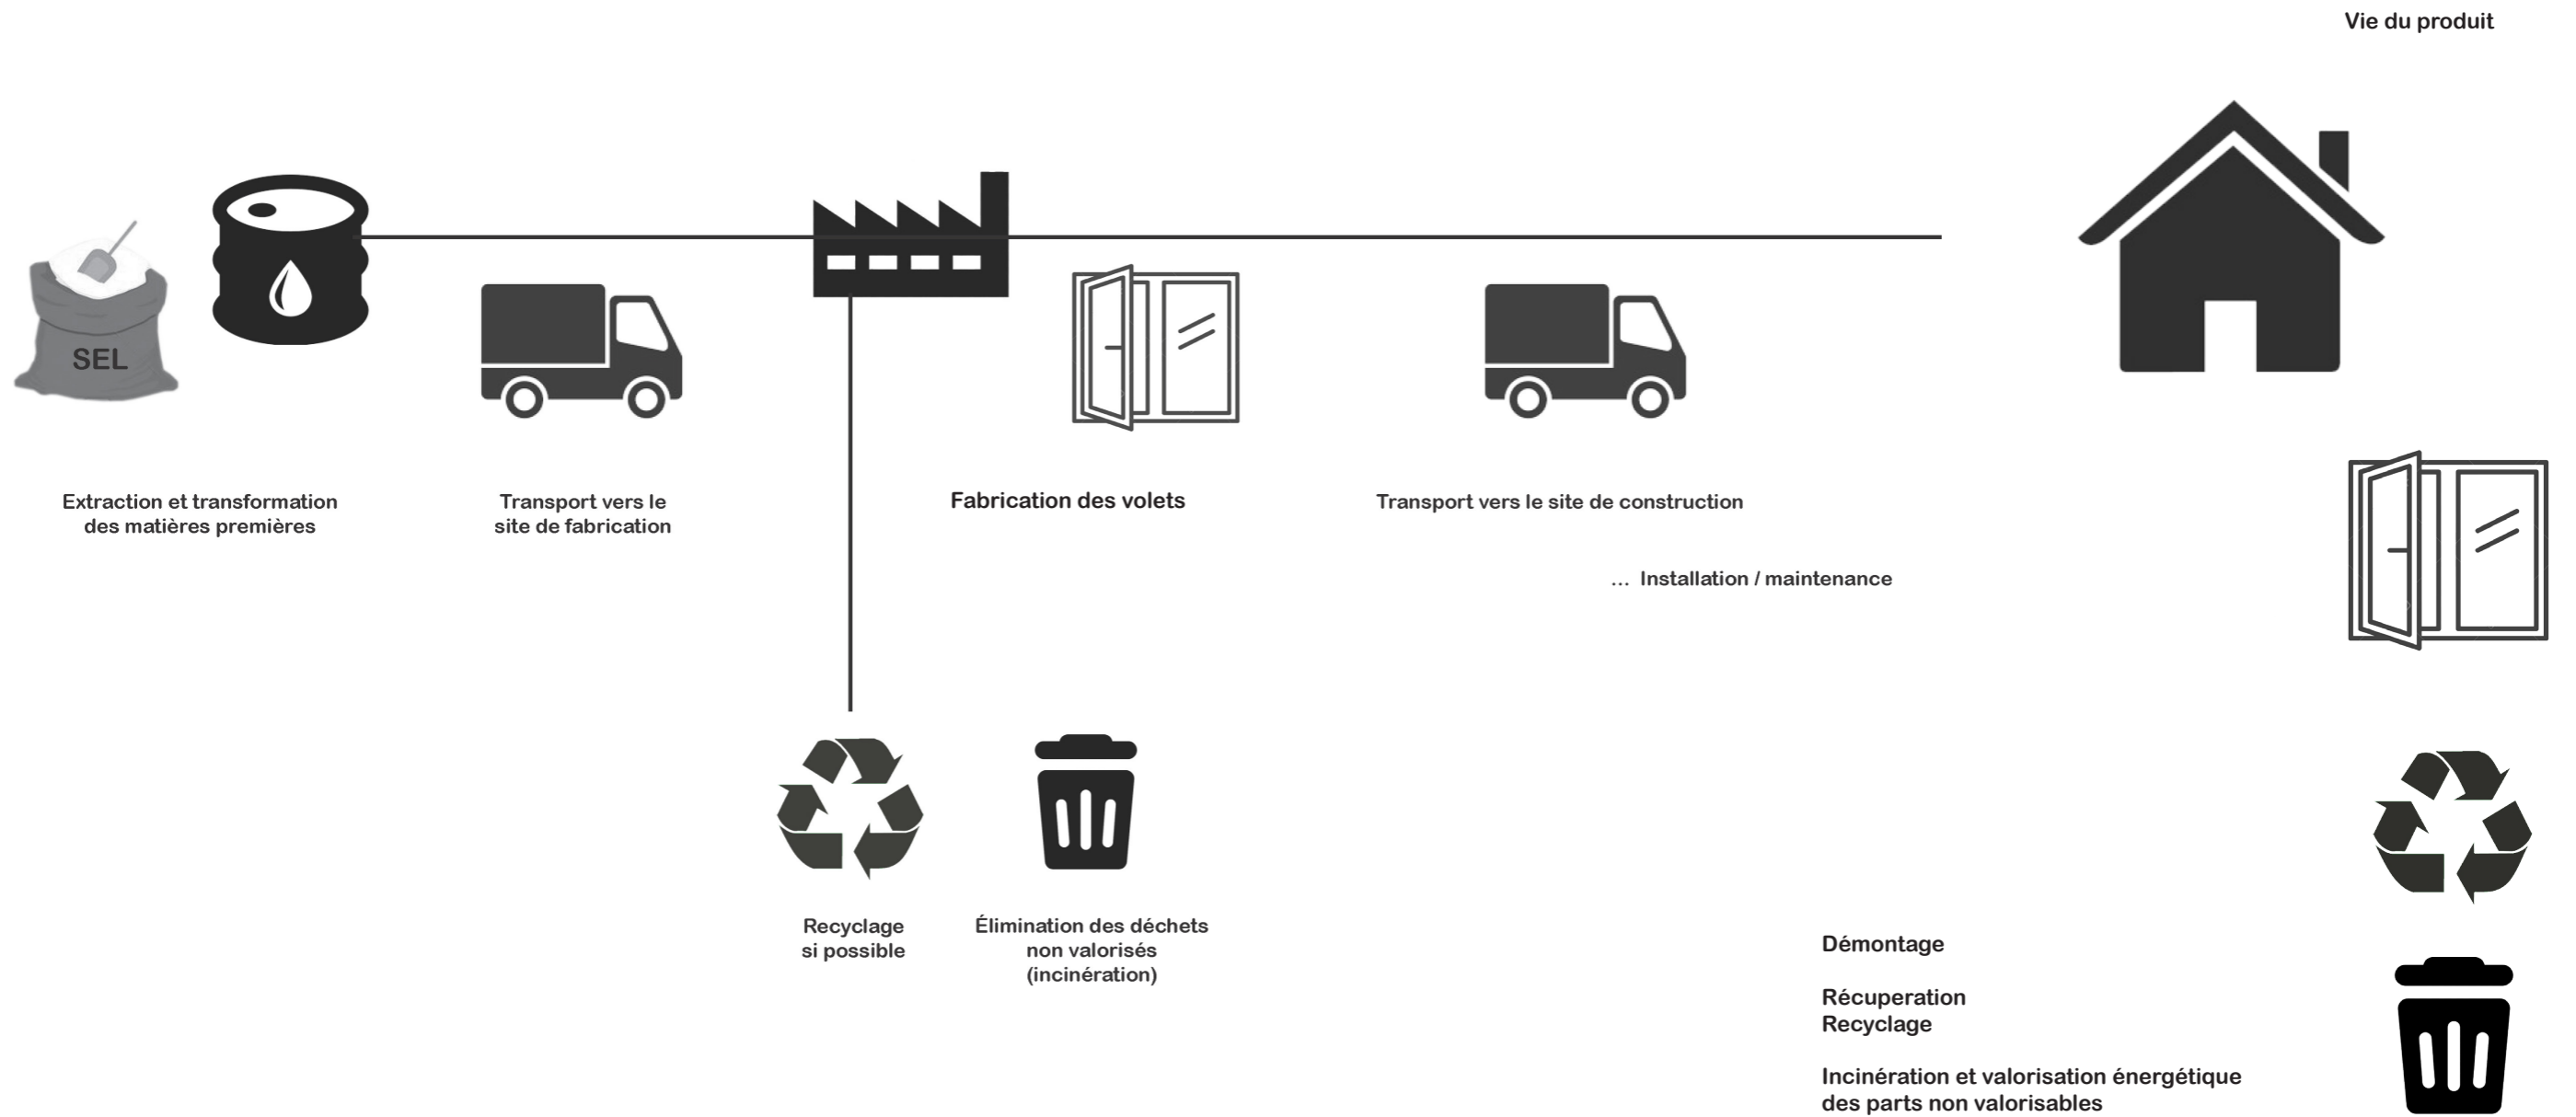 Vie du produit
SEL
Extraction et transformation
des matières premières
Transport vers le
site de fabrication
Fabrication des volets
Transport vers le site de construction
... Installation / maintenance
Recyclage
si possible
Élimination des déchets
non valorisés
(incinération)
Démontage
Récuperation
Recyclage
Incinération et valorisation énergétique
des parts non valorisables